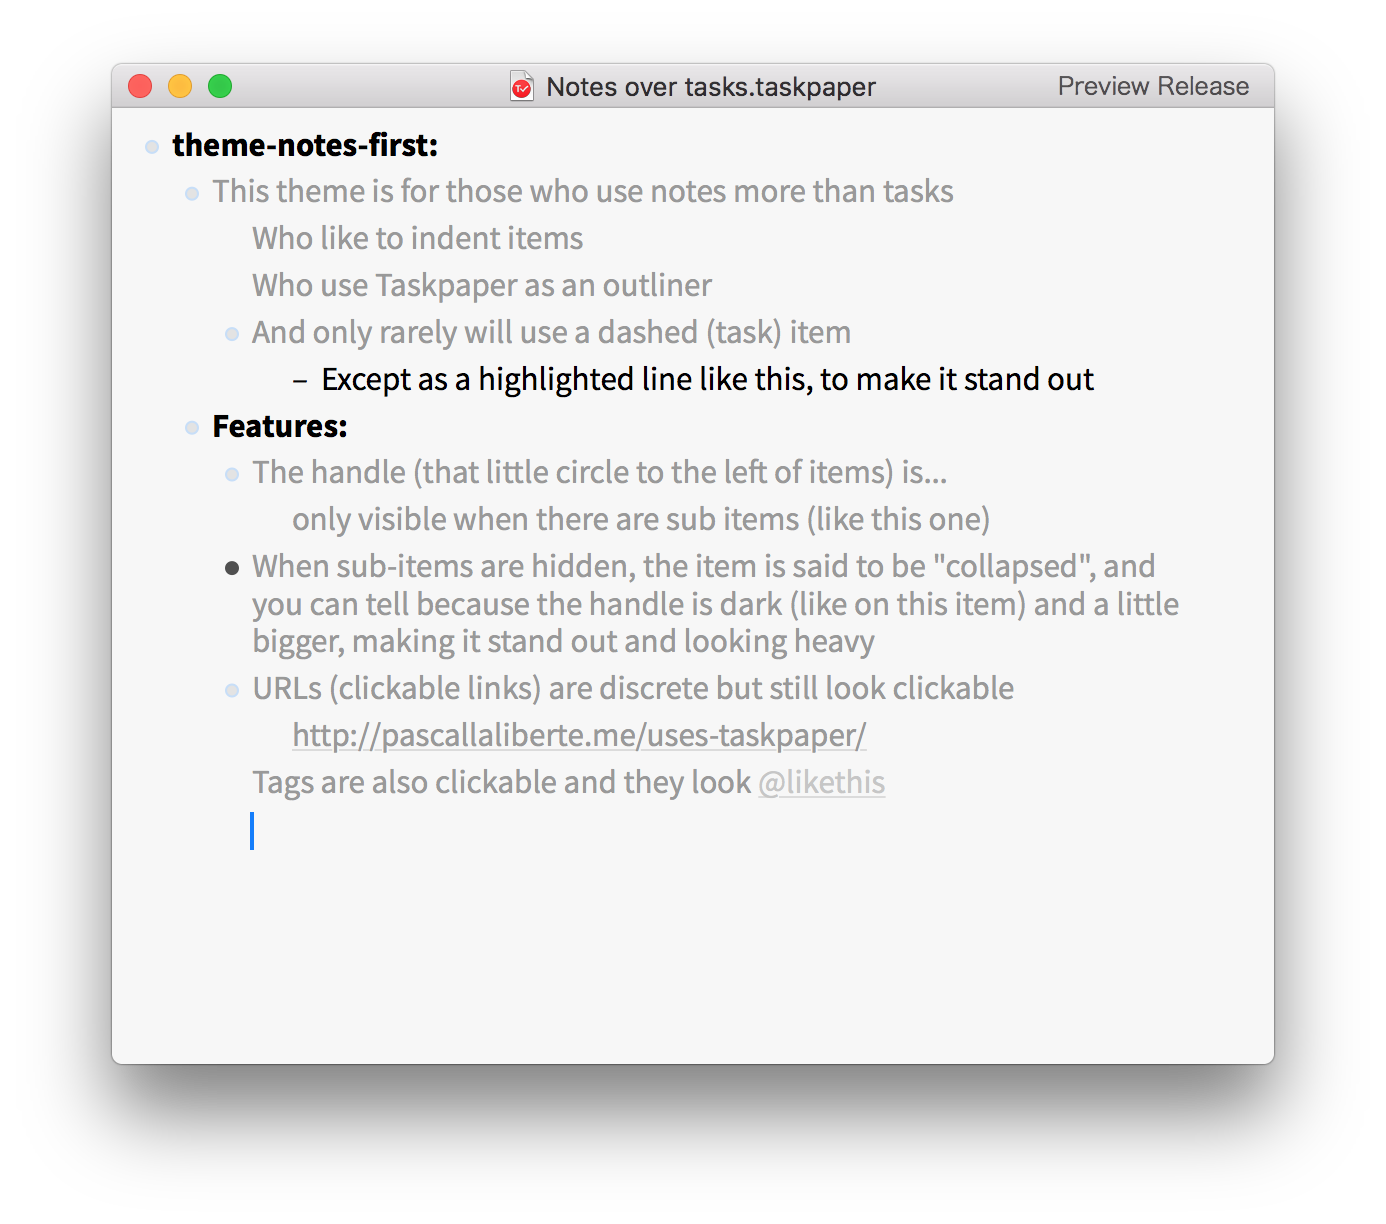 Notes over tasks.taskpaper
Preview Release
theme-notes-first:
This theme is for those who use notes more than tasks
Who like to indent items
Who use Taskpaper as an outliner
And only rarely will use a dashed (task) item
– Except as a highlighted line like this, to make it stand out
Features:
The handle (that little circle to the left of items) is...
only visible when there are sub items (like this one)
When sub-items are hidden, the item is said to be "collapsed", and
you can tell because the handle is dark (like on this item) and a little
bigger, making it stand out and looking heavy
URLs (clickable links) are discrete but still look clickable
http://pascallaliberte.me/uses-taskpaper/
Tags are also clickable and they look @likethis